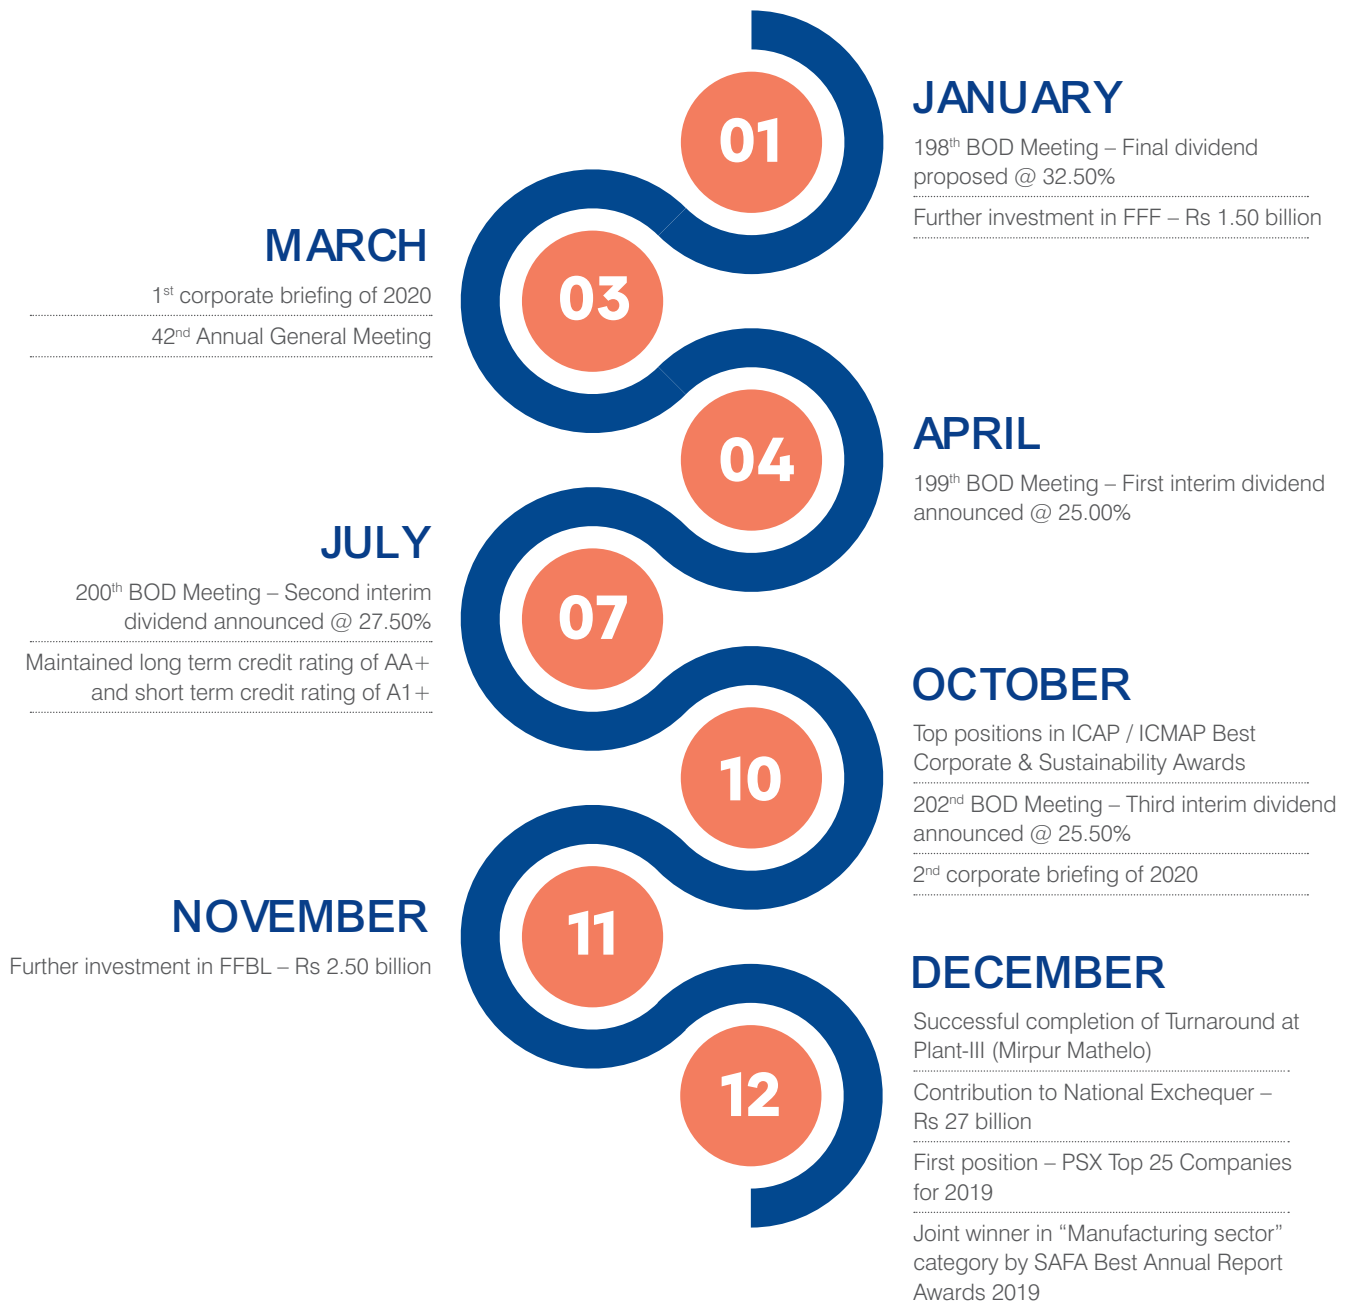 01
JANUARY
198th BOD Meeting – Final dividend
proposed @ 32.50%
Further investment in FFF – Rs 1.50 billion
03
MARCH
1st corporate briefing of 2020
42nd Annual General Meeting
04
APRIL
199th BOD Meeting – First interim dividend
announced @ 25.00%
07
JULY
200th BOD Meeting – Second interim
dividend announced @ 27.50%
Maintained long term credit rating of AA+
and short term credit rating of A1+
10
OCTOBER
Top positions in ICAP / ICMAP Best
Corporate & Sustainability Awards
202nd BOD Meeting – Third interim dividend
announced @ 25.50%
2nd corporate briefing of 2020
11
NOVEMBER
Further investment in FFBL – Rs 2.50 billion
12
DECEMBER
Successful completion of Turnaround at
Plant-III (Mirpur Mathelo)
Contribution to National Exchequer –
Rs 27 billion
First position – PSX Top 25 Companies
for 2019
Joint winner in “Manufacturing sector”
category by SAFA Best Annual Report
Awards 2019